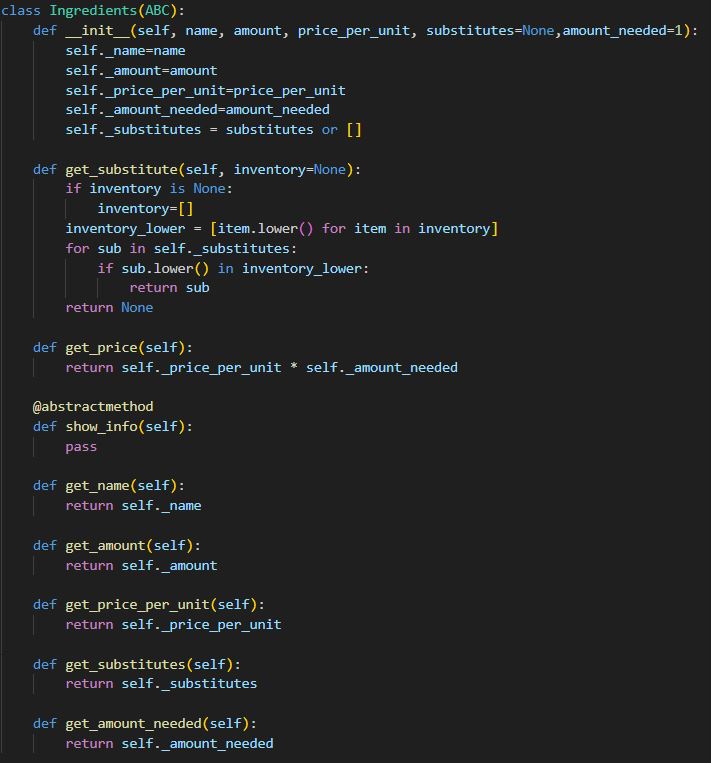 class Ingredients(ABC):
    def __init__(self, name, amount, price_per_unit, substitutes=None,amount_needed=1):
        self._name=name
        self._amount=amount
        self._price_per_unit=price_per_unit
        self._amount_needed=amount_needed
        self._substitutes = substitutes or []

    def get_substitute(self, inventory=None):
        if inventory is None:
            inventory=[]
        inventory_lower = [item.lower() for item in inventory]
        for sub in self._substitutes:
            if sub.lower() in inventory_lower:
                return sub
        return None

    def get_price(self):
        return self._price_per_unit * self._amount_needed

    @abstractmethod
    def show_info(self):
        pass

    def get_name(self):
        return self._name

    def get_amount(self):
        return self._amount

    def get_price_per_unit(self):
        return self._price_per_unit

    def get_substitutes(self):
        return self._substitutes

    def get_amount_needed(self):
        return self._amount_needed